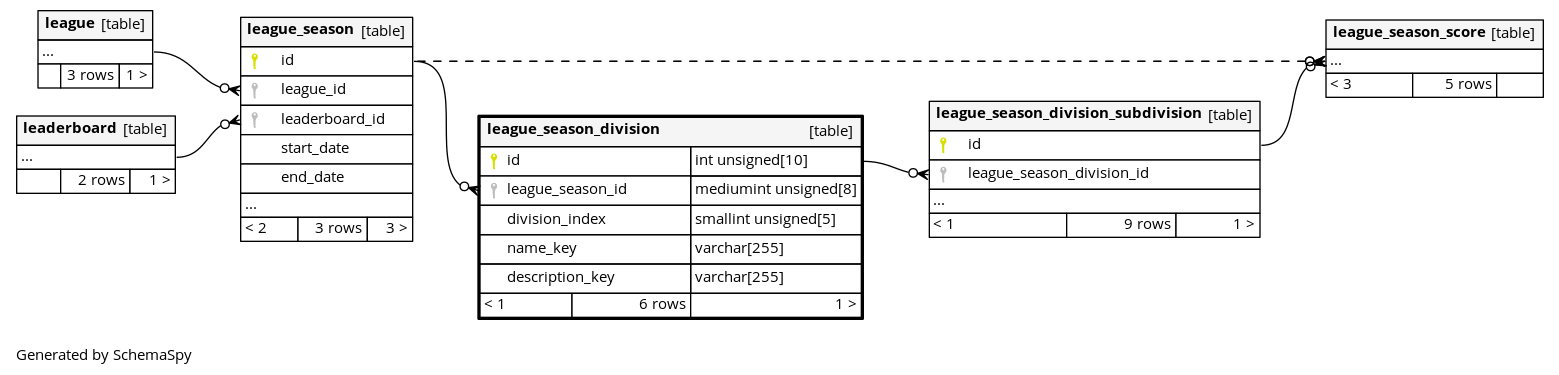 league [table]
...
3 rows 1 >
leaderboard [table]
...
2 rows 1 >
league_season [table]
id
league_id
leaderboard_id
start_date
end_date
...
< 2 3 rows 3 >
league_season_division [table]
id int unsigned[10]
league_season_id mediumint unsigned[8]
division_index smallint unsigned[5]
name_key varchar[255]
description_key varchar[255]
< 1 6 rows 1 >
league_season_division_subdivision [table]
id
league_season_division_id
...
< 1 9 rows 1 >
league_season_score [table]
...
< 3 5 rows
Generated by SchemaSpy